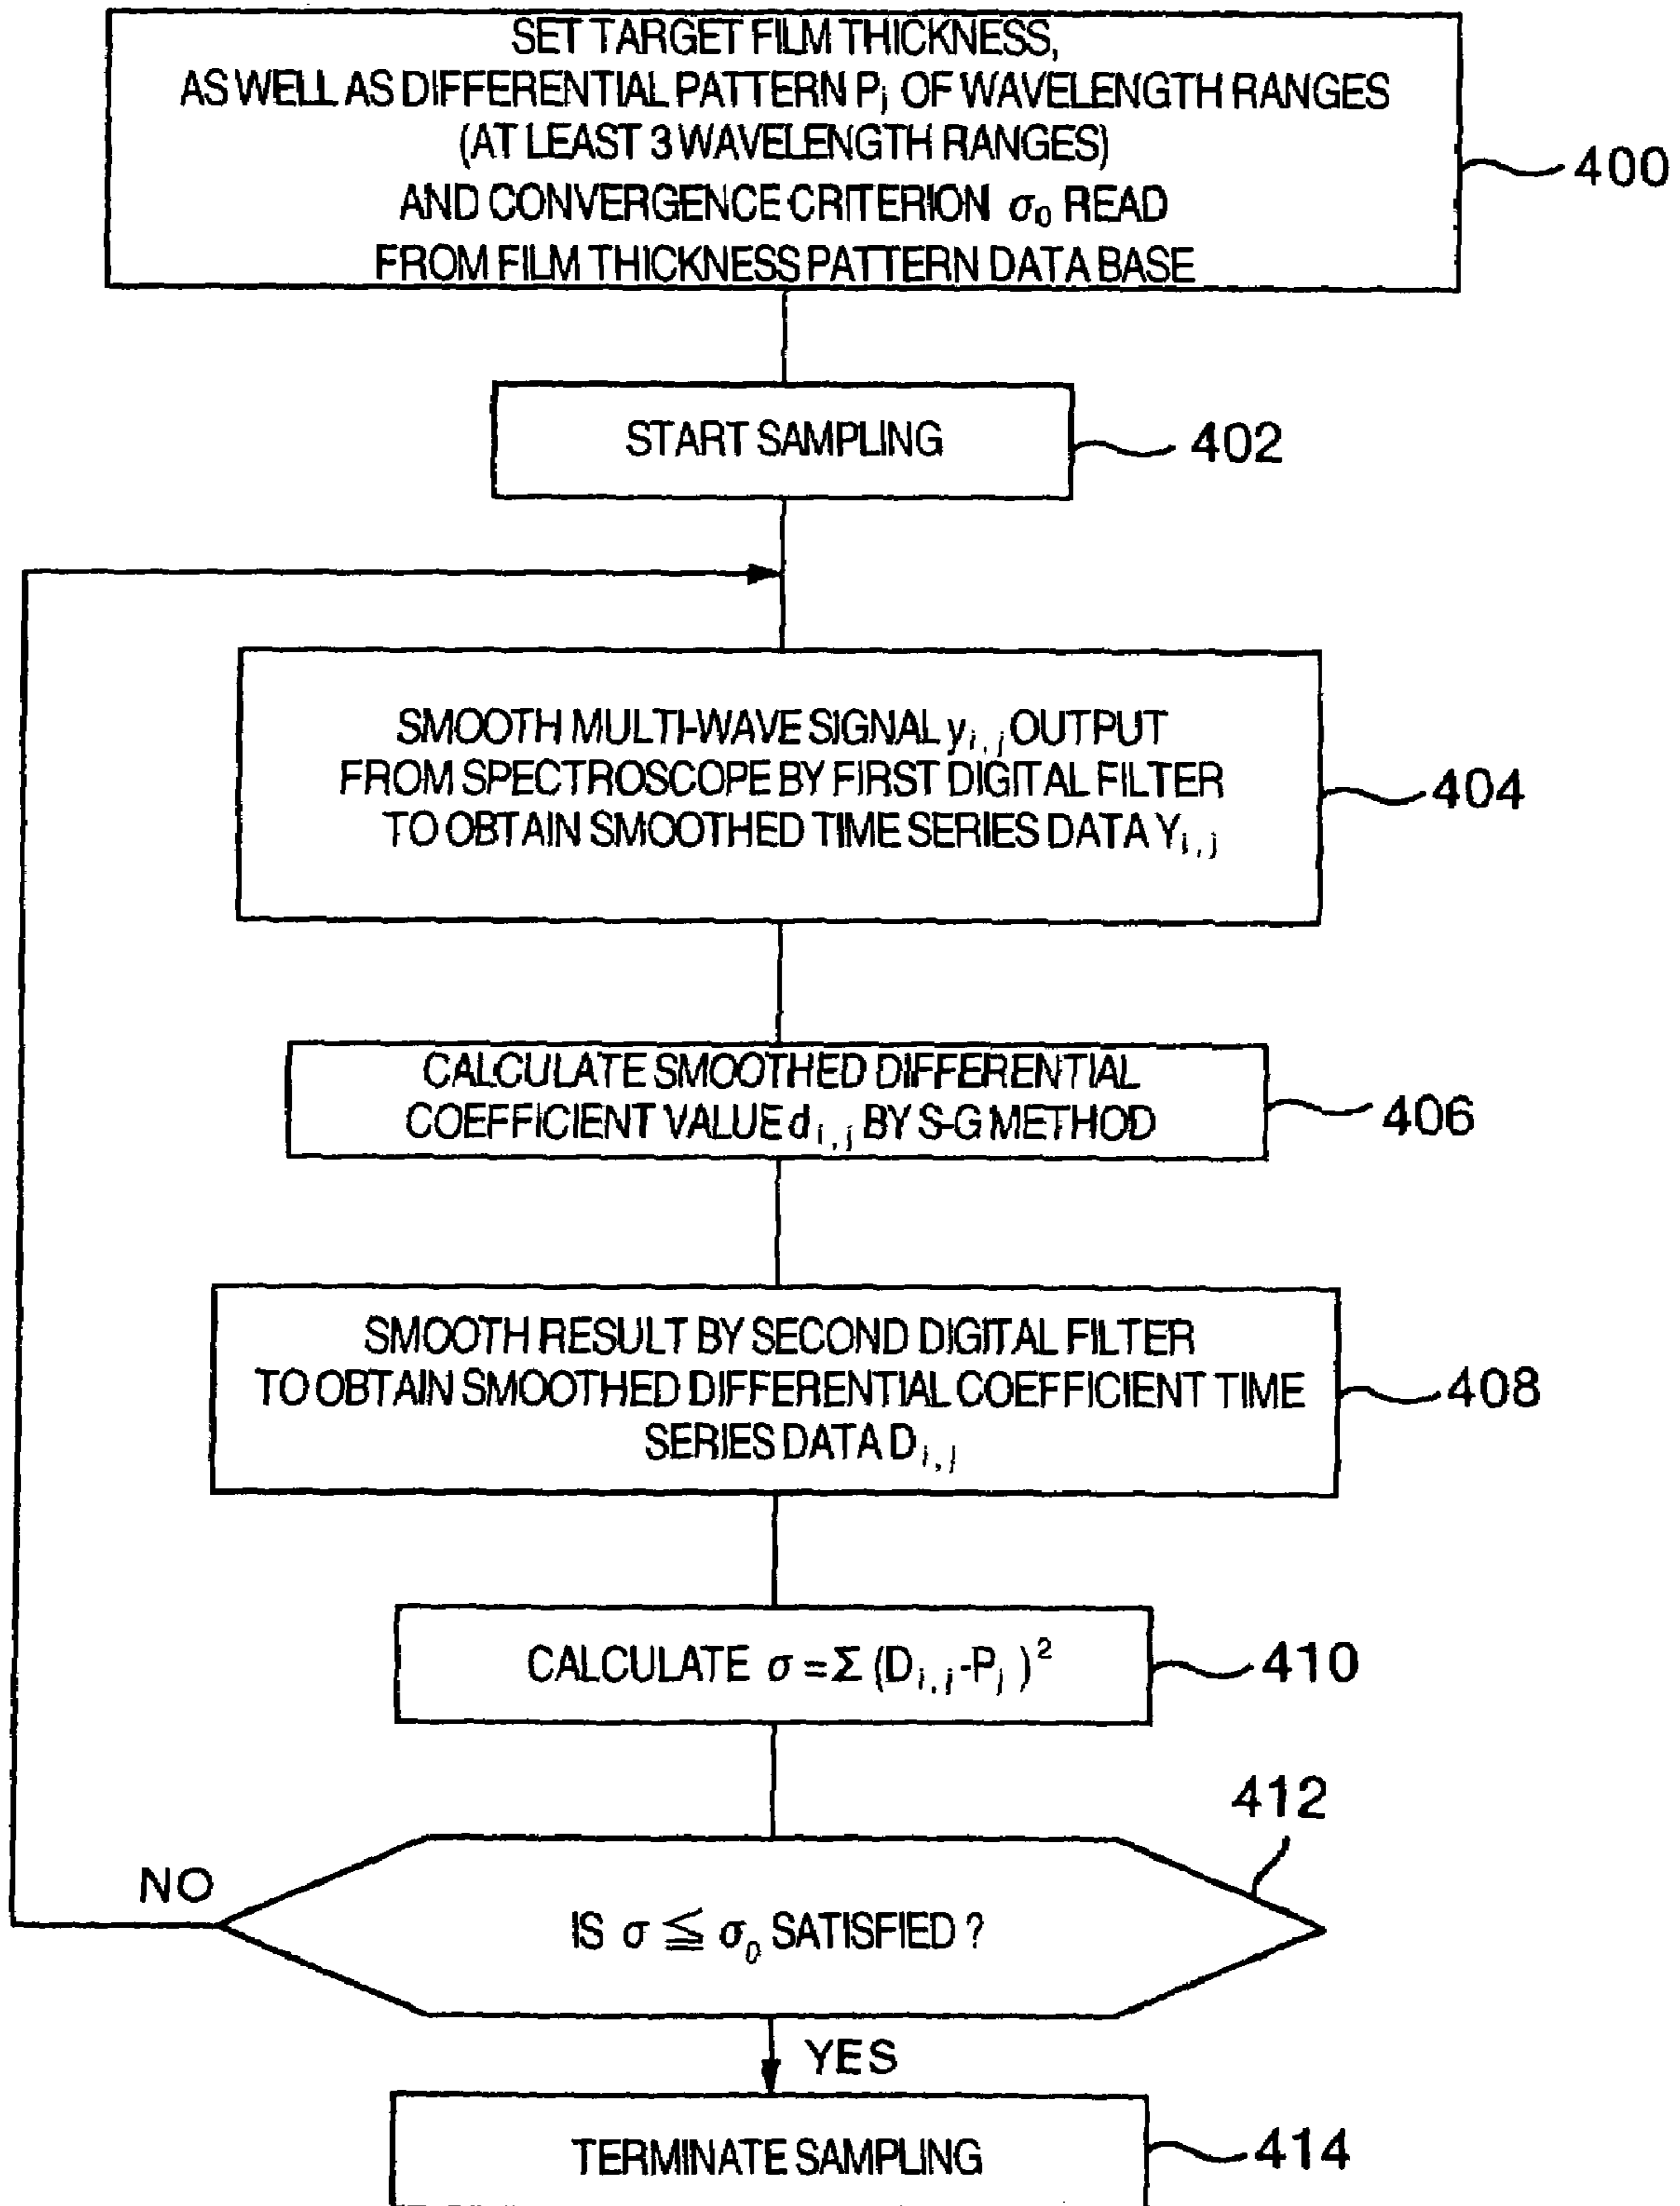 SET TARGET FILM THICKNESS,
AS WELL AS DIFFERENTIAL PATTERN Pj OF WAVELENGTH RANGES
(AT LEAST 3 WAVELENGTH RANGES)
AND CONVERGENCE CRITERION σ0 READ
FROM FILM THICKNESS PATTERN DATA BASE
400
START SAMPLING
402
SMOOTH MULTI-WAVE SIGNAL yi,j OUTPUT
FROM SPECTROSCOPE BY FIRST DIGITAL FILTER
TO OBTAIN SMOOTHED TIME SERIES DATA Yi,j
404
CALCULATE SMOOTHED DIFFERENTIAL
COEFFICIENT VALUE di,j BY S-G METHOD
406
SMOOTH RESULT BY SECOND DIGITAL FILTER
TO OBTAIN SMOOTHED DIFFERENTIAL COEFFICIENT TIME
SERIES DATA Di,j
408
CALCULATE σ=Σ(Di,j-Pj)²
410
412
NO
IS σ ≦ σ0 SATISFIED ?
YES
TERMINATE SAMPLING
414